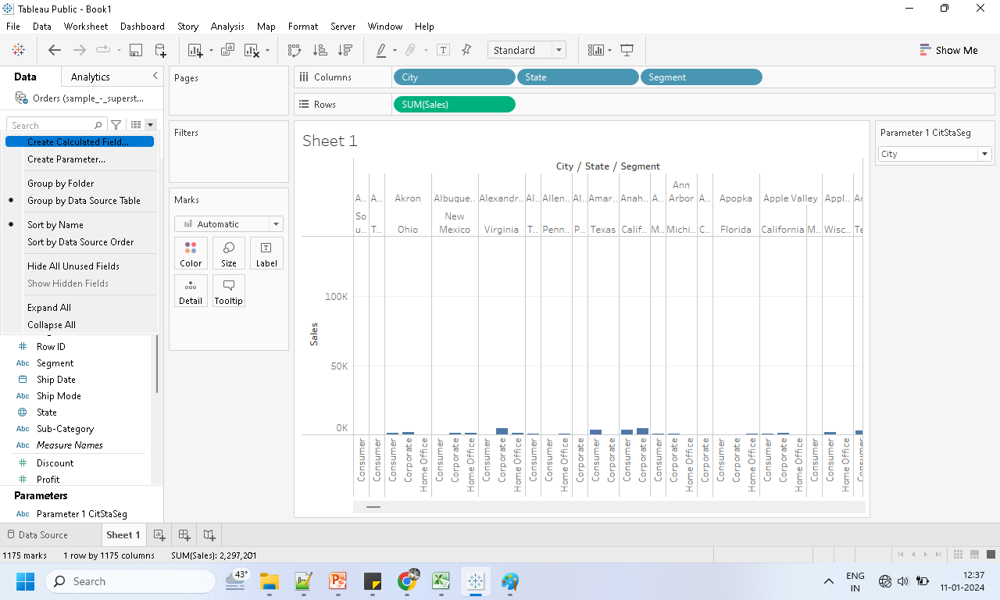 Tableau Public - Book1
File Data Worksheet Dashboard Story Analysis Map Format Server Window Help
Standard
Show Me
Data Analytics
Orders (sample_-_superst...
Search
Create Calculated Field...
Create Parameter...
Group by Folder
Group by Data Source Table
Sort by Name
Sort by Data Source Order
Hide All Unused Fields
Show Hidden Fields
Expand All
Collapse All
Row ID
Abc Segment
Ship Date
Abc Ship Mode
State
Abc Sub-Category
Abc Measure Names
Discount
Profit
Parameters
Abc Parameter 1 CitStaSeg
Pages
Filters
Marks
Automatic
Color Size Label
Detail Tooltip
Columns City State Segment
Rows SUM(Sales)
Sheet 1
City / State / Segment
A.. A.. Akron Albuque.. Alexandr.. Al.. Allen.. Al.. Amar.. Anah.. A.. Ann Arbor A.. Apopka Apple Valley Appl.. Ar
So u.. T.. Ohio New Mexico Virginia T.. Penn.. P.. Texas Calif.. M.. Michi.. C.. Florida California M.. Wisc.. Te
100K
50K
0K
Sales
Consumer Consumer Consumer Corporate Home Office Consumer Corporate Home Office Consumer Corporate Home Office Consumer Consumer Corporate Corporate Consumer Corporate Consumer Corporate Consumer Consumer Home Office Corporate Consumer Corporate Home Office Consumer Corporate Home Office Consumer Consumer Home Office Consumer
Parameter 1 CitStaSeg
City
Data Source Sheet 1
1175 marks 1 row by 1175 columns SUM(Sales): 2,297,201
Search
43°
ENG
IN
12:37
11-01-2024